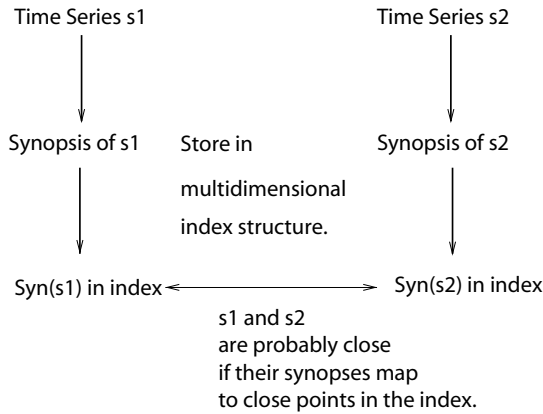 Time Series s1
Time Series s2
Synopsis of s1
Store in
multidimensional
index structure.
Synopsis of s2
Syn(s1) in index
Syn(s2) in index
s1 and s2
are probably close
if their synopses map
to close points in the index.